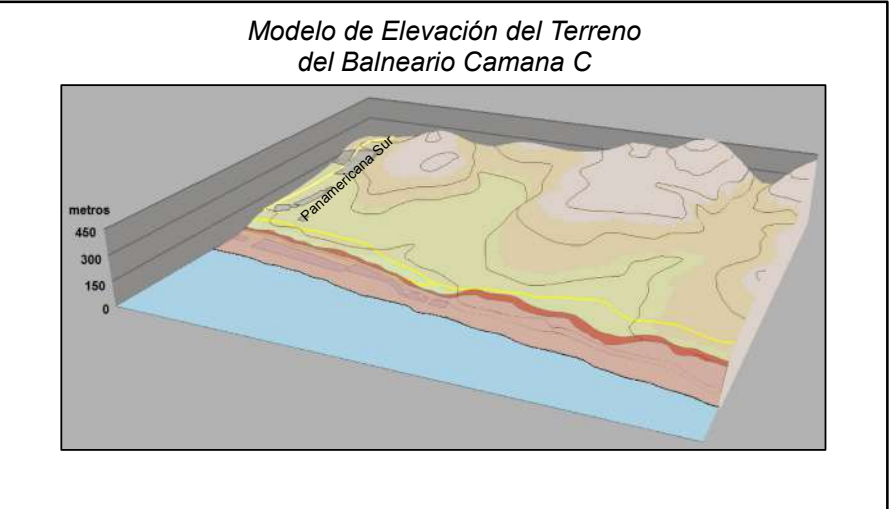 Modelo de Elevación del Terreno
del Balneario Camana C
Panamericana Sur
metros
450
300
150
0